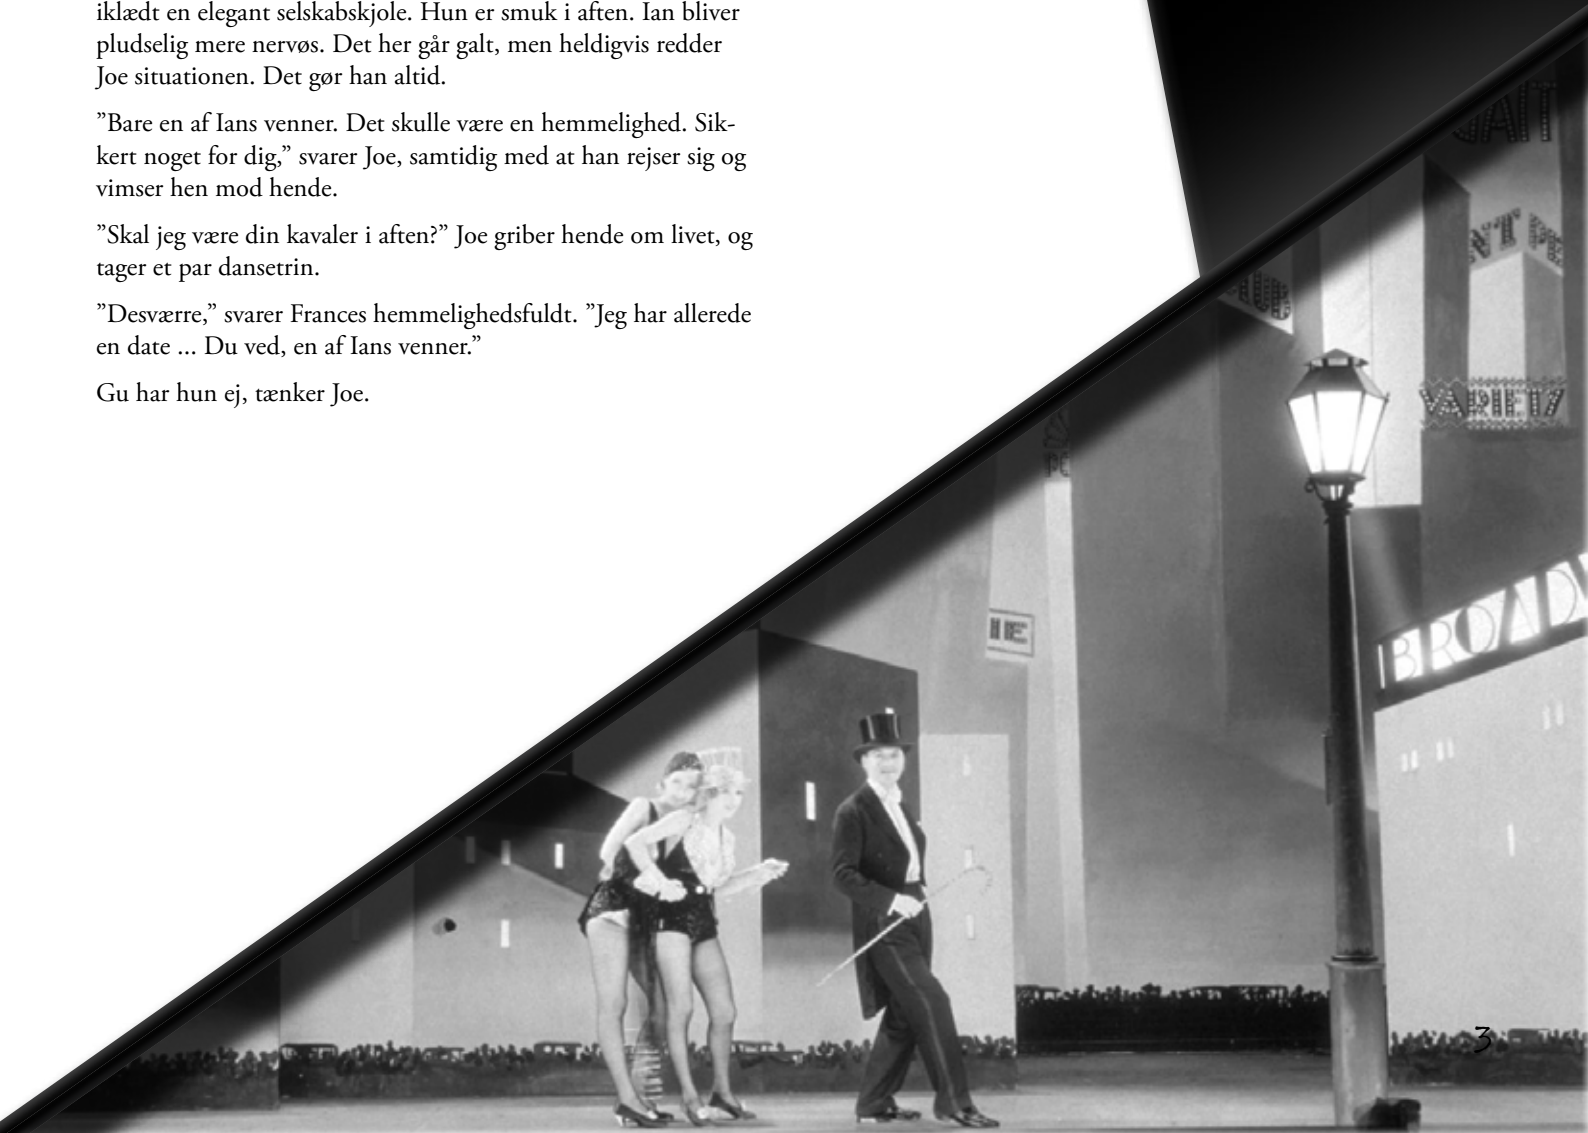 iklædt en elegant selskabskjole. Hun er smuk i aften. Ian bliver
pludselig mere nervøs. Det her går galt, men heldigvis redder
Joe situationen. Det gør han altid.
”Bare en af Ians venner. Det skulle være en hemmelighed. Sik-
kert noget for dig,” svarer Joe, samtidig med at han rejser sig og
vimser hen mod hende.
”Skal jeg være din kavaler i aften?” Joe griber hende om livet, og
tager et par dansetrin.
”Desværre,” svarer Frances hemmelighedsfuldt. ”Jeg har allerede
en date ... Du ved, en af Ians venner.”
Gu har hun ej, tænker Joe.
BROADW
3